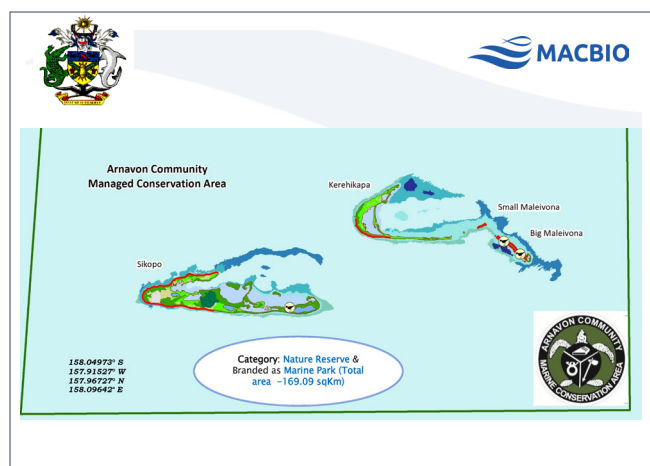 MACBIO
Arnavon Community
Managed Conservation Area
Kerehikapa
Small Maleivona
Big Maleivona
Sikopo
158.04973° S
157.91527° W
157.96727° N
158.09642° E
Category: Nature Reserve &
Branded as Marine Park (Total
area ~169.09 sqKm)
ARNAVON COMMUNITY
MARINE CONSERVATION AREA